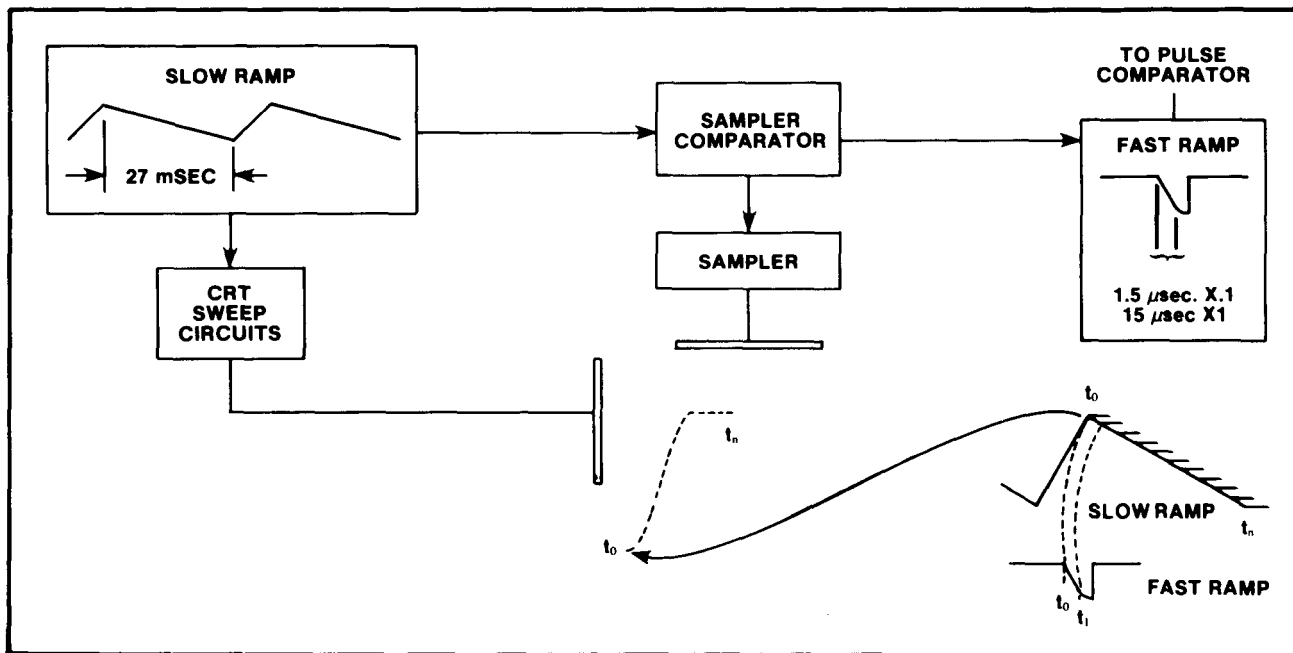 SLOW RAMP
27 mSEC
CRT
SWEEP
CIRCUITS
SAMPLER
COMPARATOR
SAMPLER
TO PULSE
COMPARATOR
FAST RAMP
1.5 μsec. X.1
15 μsec X1
t₀
tₙ
t₀
SLOW RAMP
tₙ
FAST RAMP
t₀
t₁